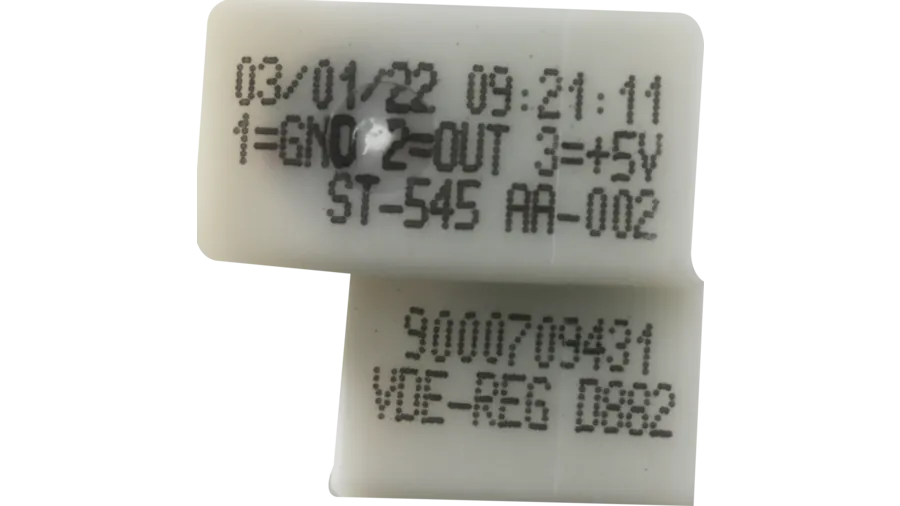 03/01/22 09:21:11
1=GND 2=OUT 3=+5V
ST-545 AA-002
9000709431
VDE-REG D882